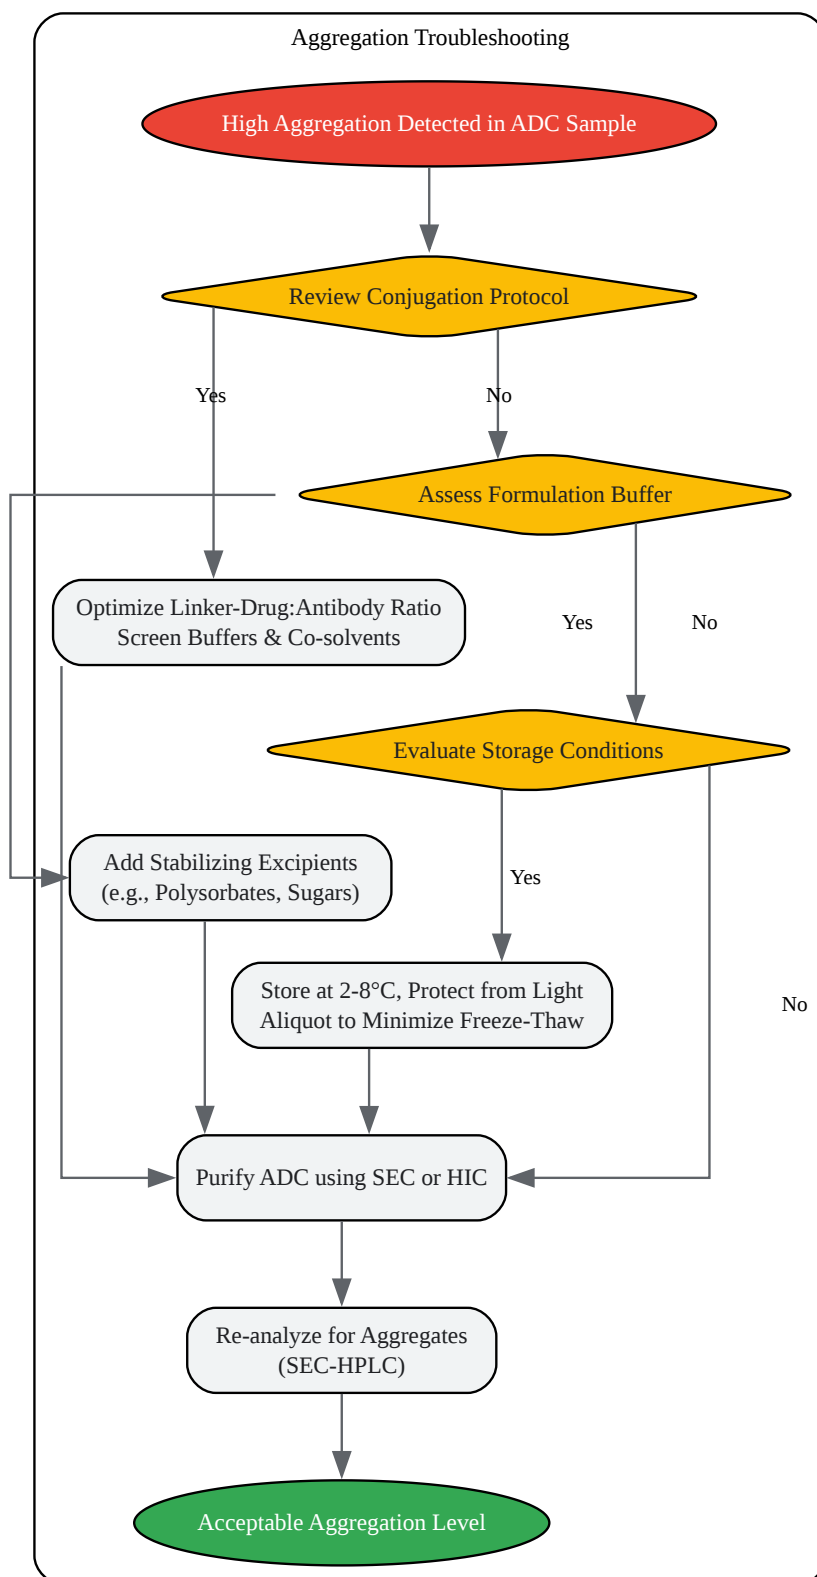 Aggregation Troubleshooting
High Aggregation Detected in ADC Sample
Review Conjugation Protocol
Yes
No
Assess Formulation Buffer
Optimize Linker-Drug:Antibody Ratio
Screen Buffers & Co-solvents
Yes
No
Evaluate Storage Conditions
Add Stabilizing Excipients
(e.g., Polysorbates, Sugars)
Yes
Store at 2-8°C, Protect from Light
Aliquot to Minimize Freeze-Thaw
No
Purify ADC using SEC or HIC
Re-analyze for Aggregates
(SEC-HPLC)
Acceptable Aggregation Level